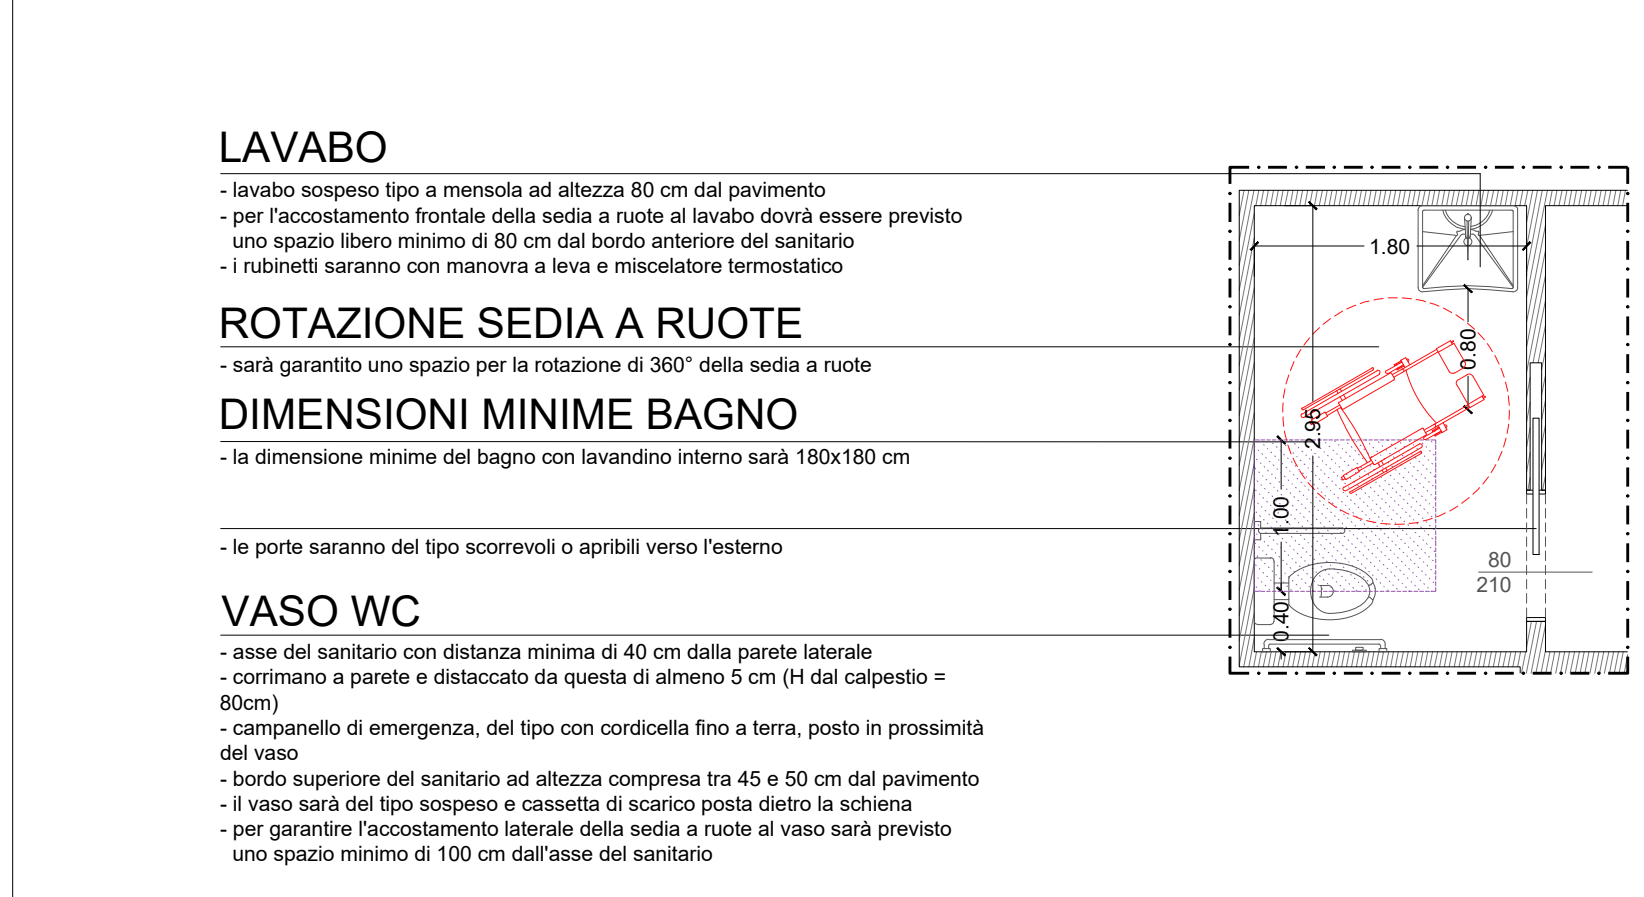 LAVABO
- lavabo sospeso tipo a mensola ad altezza 80 cm dal pavimento
- per l'accostamento frontale della sedia a ruote al lavabo dovrà essere previsto
uno spazio libero minimo di 80 cm dal bordo anteriore del sanitario
- i rubinetti saranno con manovra a leva e miscelatore termostatico
ROTAZIONE SEDIA A RUOTE
- sarà garantito uno spazio per la rotazione di 360° della sedia a ruote
DIMENSIONI MINIME BAGNO
- la dimensione minime del bagno con lavandino interno sarà 180x180 cm
- le porte saranno del tipo scorrevoli o apribili verso l'esterno
VASO WC
- asse del sanitario con distanza minima di 40 cm dalla parete laterale
- corrimano a parete e distaccato da questa di almeno 5 cm (H dal calpestio =
80cm)
- campanello di emergenza, del tipo con cordicella fino a terra, posto in prossimità
del vaso
- bordo superiore del sanitario ad altezza compresa tra 45 e 50 cm dal pavimento
- il vaso sarà del tipo sospeso e cassetta di scarico posta dietro la schiena
- per garantire l'accostamento laterale della sedia a ruote al vaso sarà previsto
uno spazio minimo di 100 cm dall'asse del sanitario
1.80
0.80
2.95
1.00
0.40
80
210